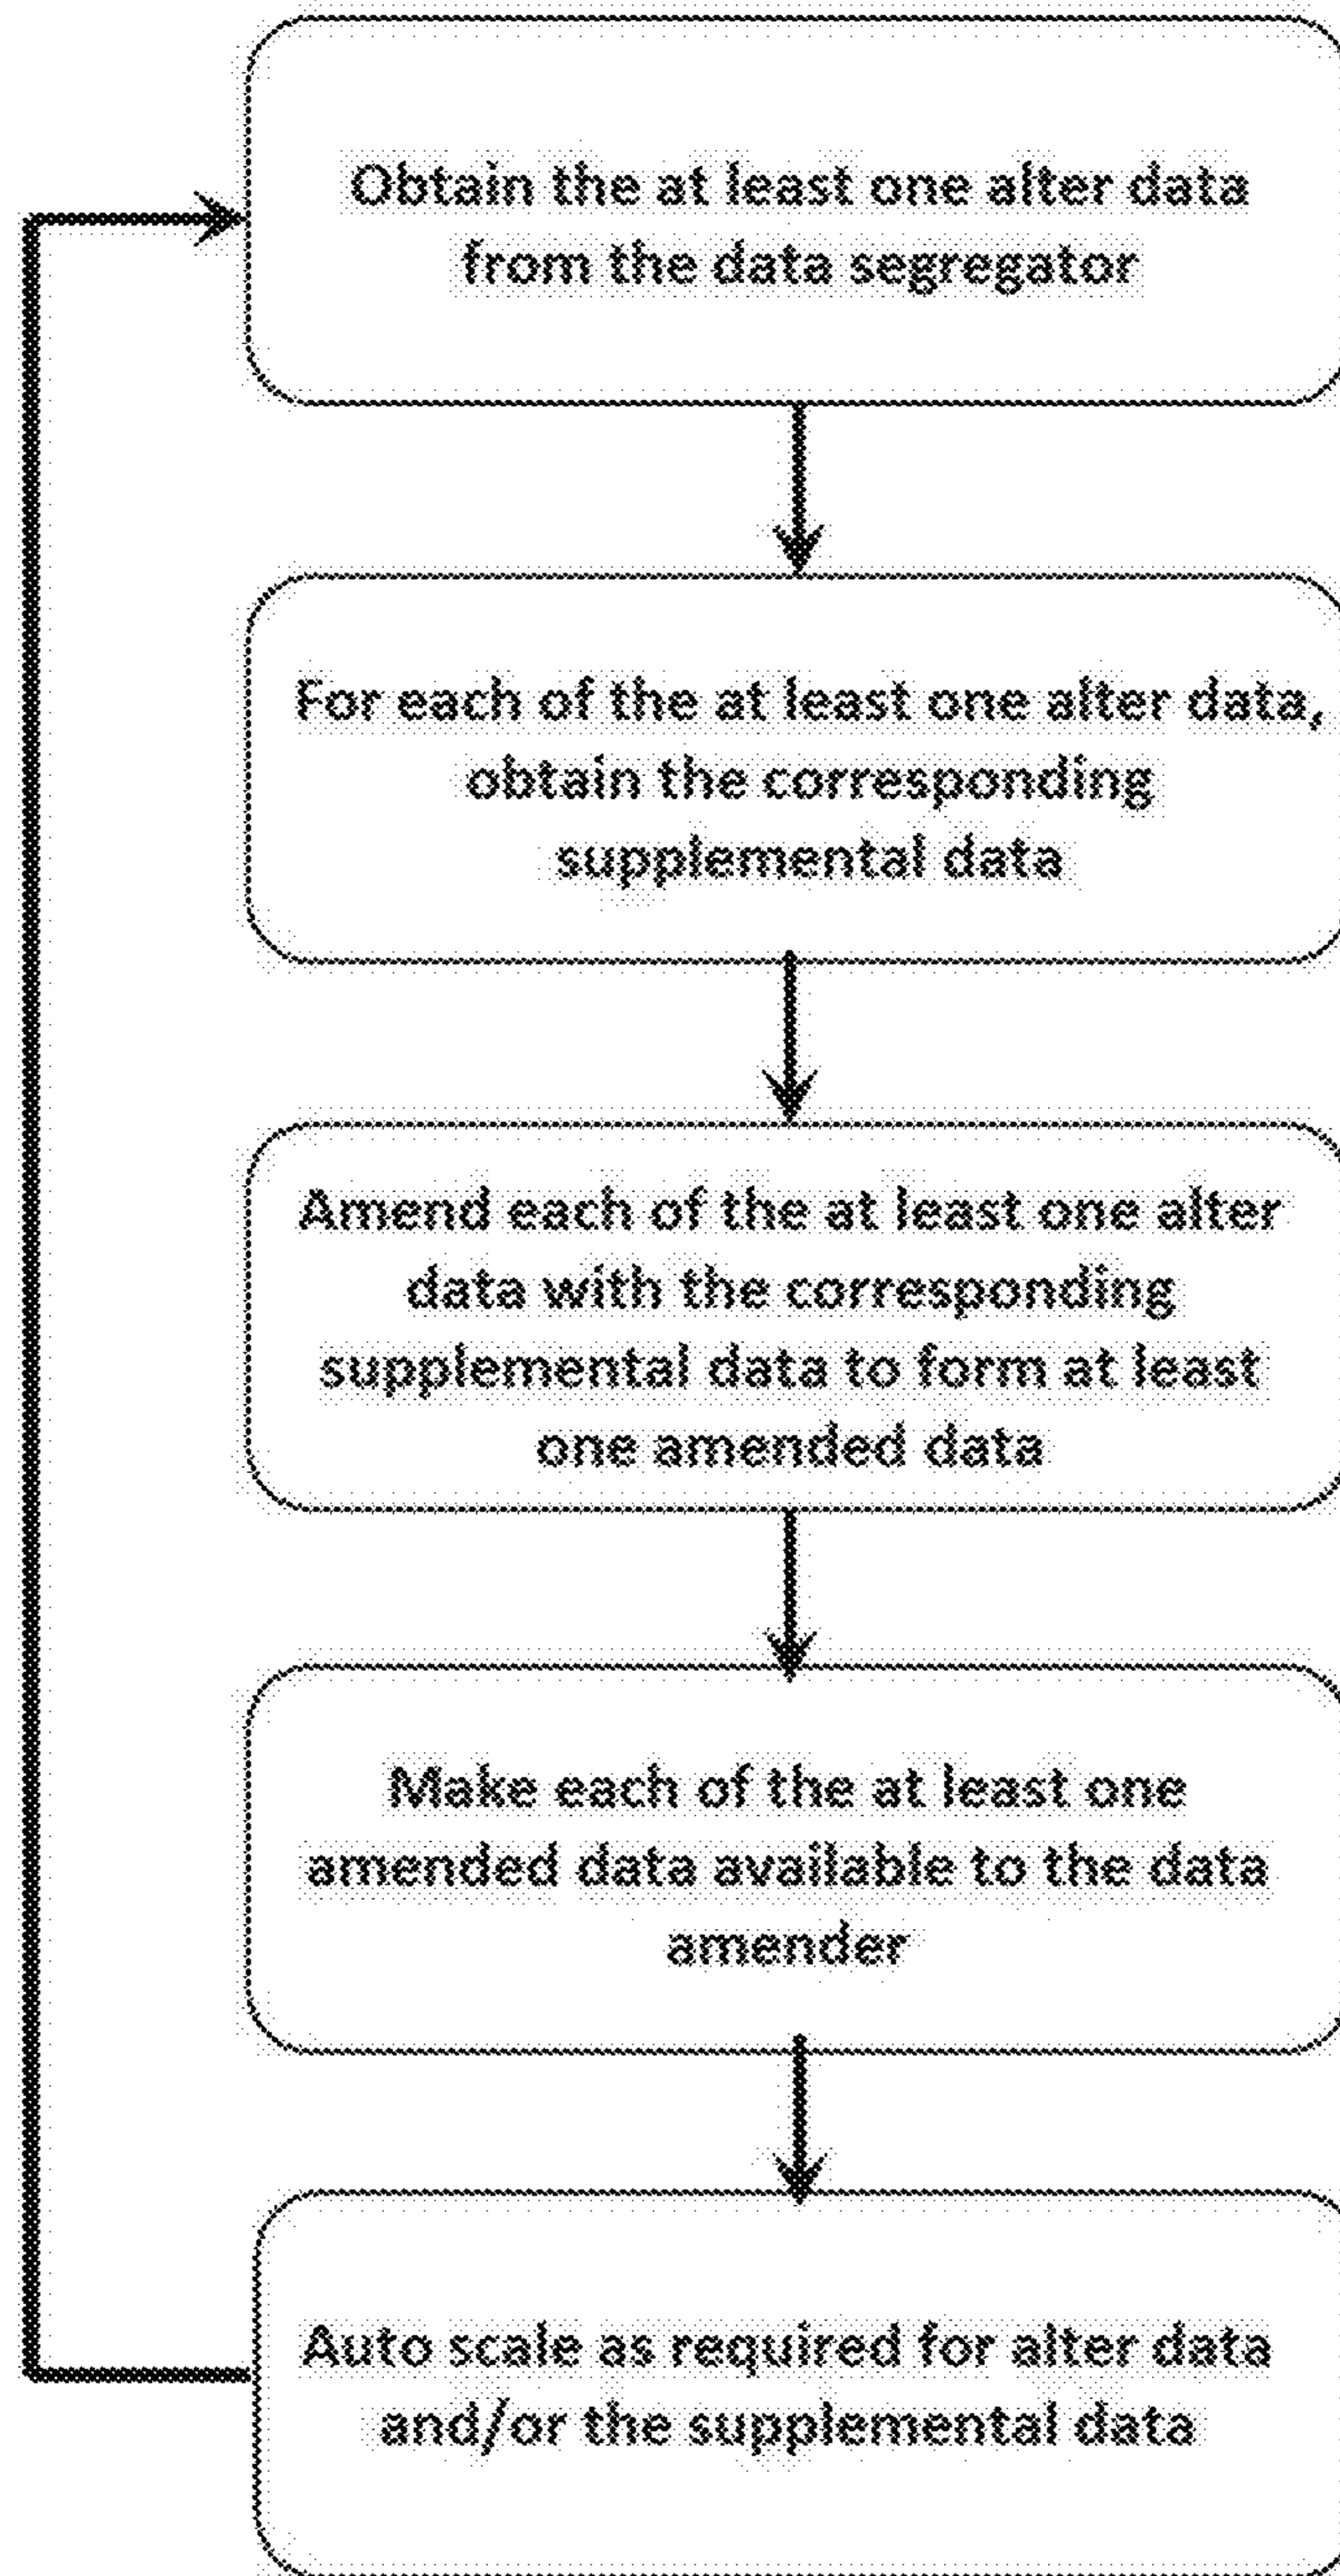 Obtain the at least one alter data
from the data segregator
For each of the at least one alter data,
obtain the corresponding
supplemental data
Amend each of the at least one alter
data with the corresponding
supplemental data to form at least
one amended data
Make each of the at least one
amended data available to the data
amender
Auto scale as required for alter data
and/or the supplemental data